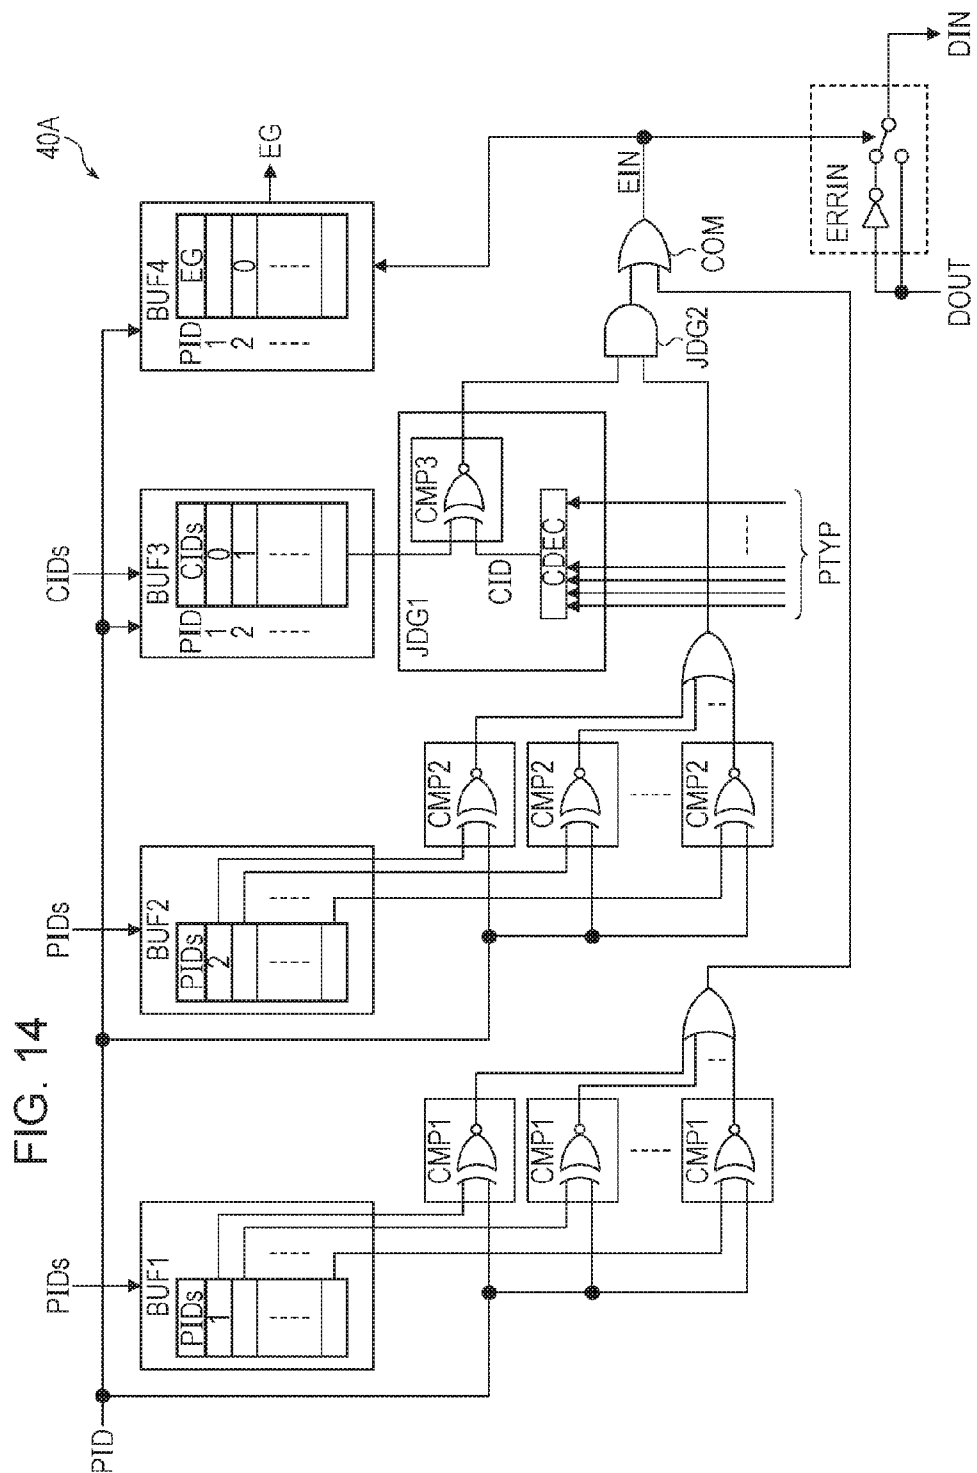 FIG. 14
40A
PID
PIDs
BUF1
PIDs
1
CMP1
CMP1
CMP1
PIDs
BUF2
PIDs
2
CMP2
CMP2
CMP2
CIDs
BUF3
PID
CIDs
1
0
2
1
JDG1
CMP3
CID
CDEC
PTYP
BUF4
PID
EG
1
2
0
EG
JDG2
COM
EIN
ERRIN
DOUT
DIN